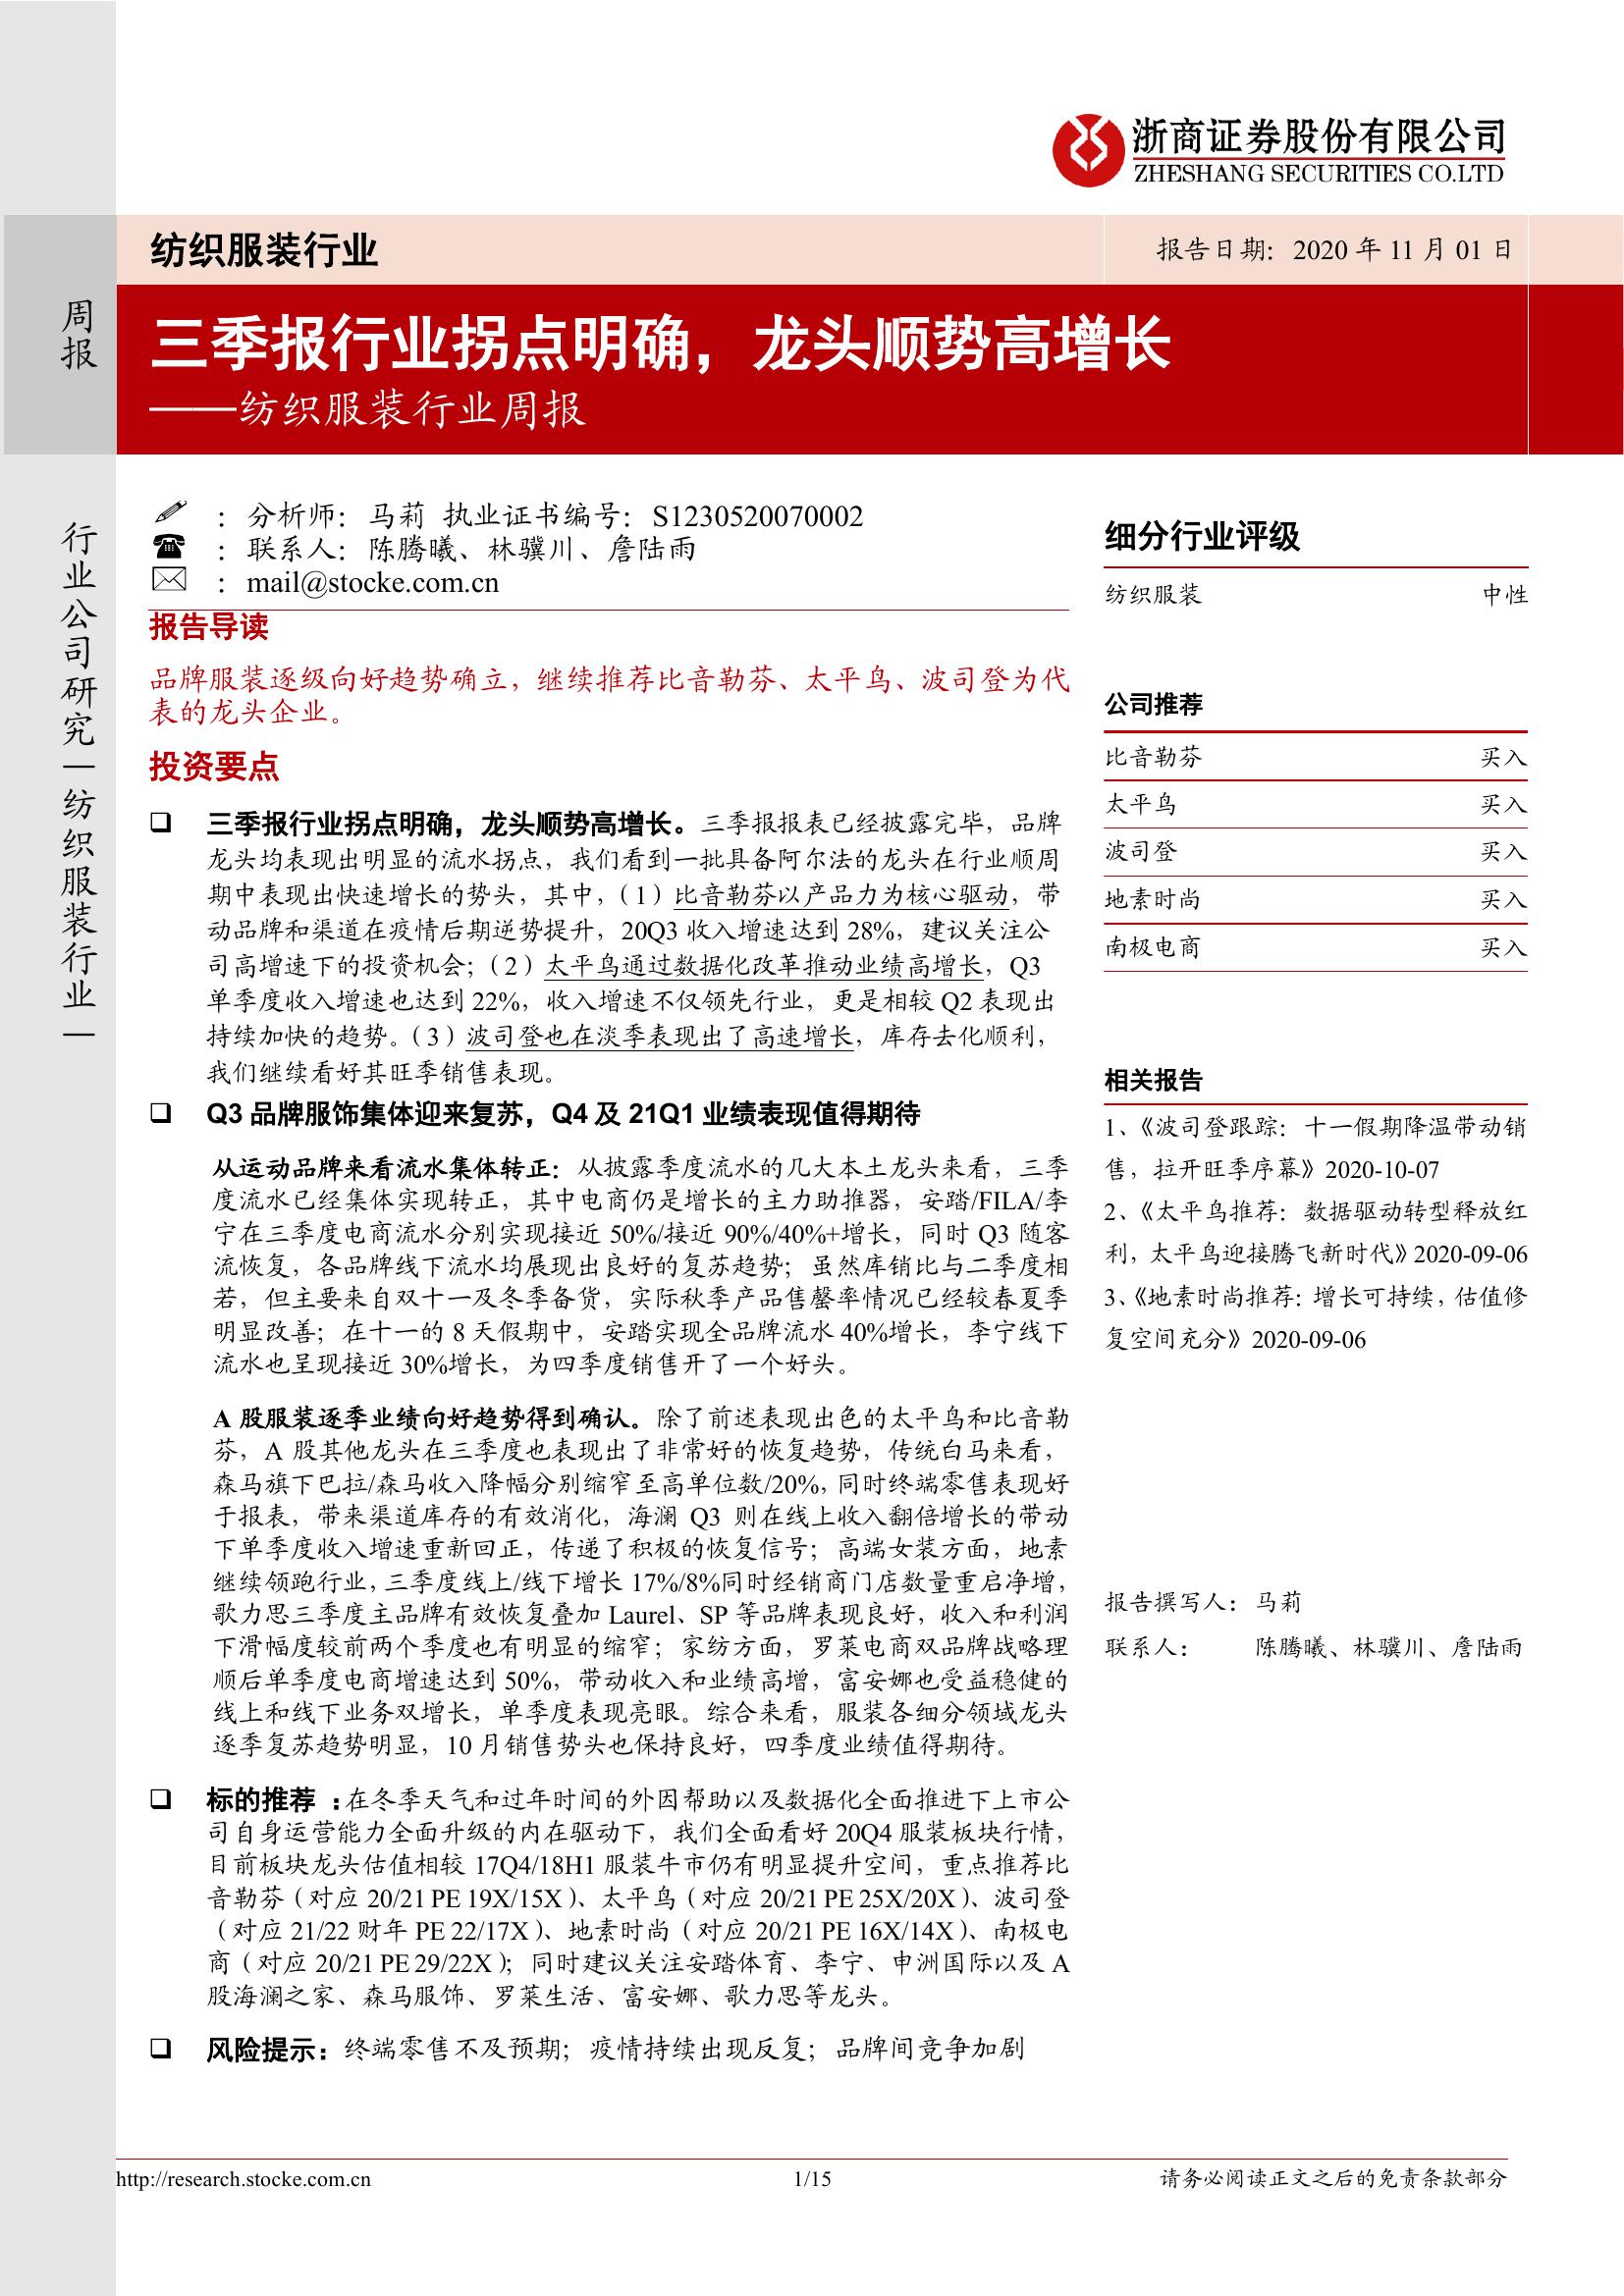 浙商证券股份有限公司
ZHESHANG SECURITIES CO.LTD
纺织服装行业
报告日期：2020 年 11 月 01 日
周报
三季报行业拐点明确，龙头顺势高增长
——纺织服装行业周报
行业公司研究｜纺织服装行业｜
：分析师：马莉 执业证书编号：S1230520070002
：联系人：陈腾曦、林骥川、詹陆雨
：mail@stocke.com.cn
报告导读
品牌服装逐级向好趋势确立，继续推荐比音勒芬、太平鸟、波司登为代
表的龙头企业。
投资要点
❑ 三季报行业拐点明确，龙头顺势高增长。三季报报表已经披露完毕，品牌
龙头均表现出明显的流水拐点，我们看到一批具备阿尔法的龙头在行业顺周
期中表现出快速增长的势头，其中，（1）比音勒芬以产品力为核心驱动，带
动品牌和渠道在疫情后期逆势提升，20Q3 收入增速达到 28%，建议关注公
司高增速下的投资机会；（2）太平鸟通过数据化改革推动业绩高增长，Q3
单季度收入增速也达到 22%，收入增速不仅领先行业，更是相较 Q2 表现出
持续加快的趋势。（3）波司登也在淡季表现出了高速增长，库存去化顺利，
我们继续看好其旺季销售表现。
❑ Q3 品牌服饰集体迎来复苏，Q4 及 21Q1 业绩表现值得期待
从运动品牌来看流水集体转正：从披露季度流水的几大本土龙头来看，三季
度流水已经集体实现转正，其中电商仍是增长的主力助推器，安踏/FILA/李
宁在三季度电商流水分别实现接近 50%/接近 90%/40%+增长，同时 Q3 随客
流恢复，各品牌线下流水均展现出良好的复苏趋势；虽然库销比与二季度相
若，但主要来自双十一及冬季备货，实际秋季产品售罄率情况已经较春夏季
明显改善；在十一的 8 天假期中，安踏实现全品牌流水 40%增长，李宁线下
流水也呈现接近 30%增长，为四季度销售开了一个好头。
A 股服装逐季业绩向好趋势得到确认。除了前述表现出色的太平鸟和比音勒
芬，A 股其他龙头在三季度也表现出了非常好的恢复趋势，传统白马来看，
森马旗下巴拉/森马收入降幅分别缩窄至高单位数/20%，同时终端零售表现好
于报表，带来渠道库存的有效消化，海澜 Q3 则在线上收入翻倍增长的带动
下单季度收入增速重新回正，传递了积极的恢复信号；高端女装方面，地素
继续领跑行业，三季度线上/线下增长 17%/8%同时经销商门店数量重启净增，
歌力思三季度主品牌有效恢复叠加 Laurel、SP 等品牌表现良好，收入和利润
下滑幅度较前两个季度也有明显的缩窄；家纺方面，罗莱电商双品牌战略理
顺后单季度电商增速达到 50%，带动收入和业绩高增，富安娜也受益稳健的
线上和线下业务双增长，单季度表现亮眼。综合来看，服装各细分领域龙头
逐季复苏趋势明显，10 月销售势头也保持良好，四季度业绩值得期待。
❑ 标的推荐 ：在冬季天气和过年时间的外因帮助以及数据化全面推进下上市公
司自身运营能力全面升级的内在驱动下，我们全面看好 20Q4 服装板块行情，
目前板块龙头估值相较 17Q4/18H1 服装牛市仍有明显提升空间，重点推荐比
音勒芬（对应 20/21 PE 19X/15X）、太平鸟（对应 20/21 PE 25X/20X）、波司登
（对应 21/22 财年 PE 22/17X）、地素时尚（对应 20/21 PE 16X/14X）、南极电
商（对应 20/21 PE 29/22X）；同时建议关注安踏体育、李宁、申洲国际以及 A
股海澜之家、森马服饰、罗莱生活、富安娜、歌力思等龙头。
❑ 风险提示：终端零售不及预期；疫情持续出现反复；品牌间竞争加剧
细分行业评级
纺织服装 中性
公司推荐
比音勒芬 买入
太平鸟 买入
波司登 买入
地素时尚 买入
南极电商 买入
相关报告
1、《波司登跟踪：十一假期降温带动销
售，拉开旺季序幕》2020-10-07
2、《太平鸟推荐：数据驱动转型释放红
利，太平鸟迎接腾飞新时代》2020-09-06
3、《地素时尚推荐：增长可持续，估值修
复空间充分》2020-09-06
报告撰写人：马莉
联系人： 陈腾曦、林骥川、詹陆雨
http://research.stocke.com.cn 1/15 请务必阅读正文之后的免责条款部分